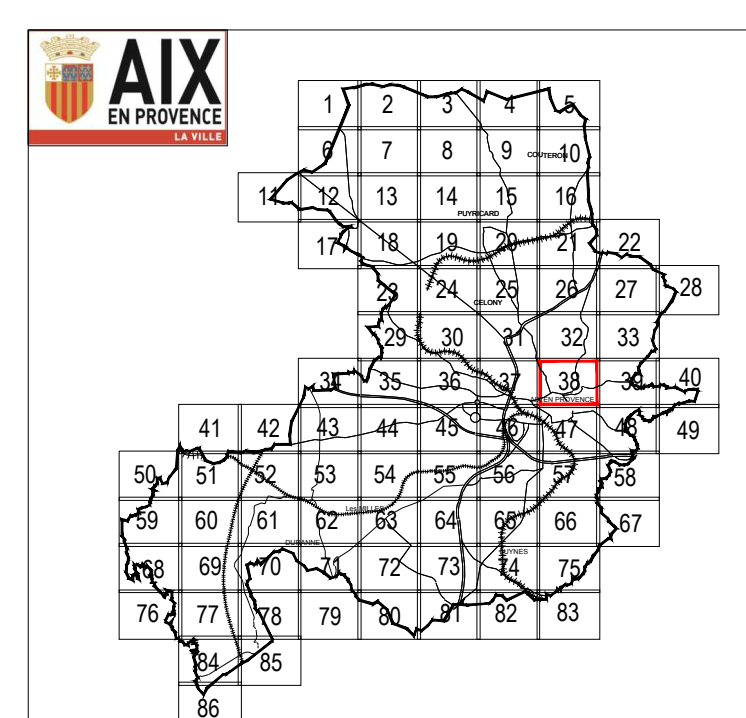 AIX
EN PROVENCE
LA VILLE
1 2 3 4 5
6 7 8 9 COUTERON 10
11 12 13 14 15 16
PUYRICARD
17 18 19 20 21 22
23 24 25 26 27 28
CELONY
29 30 31 32 33
34 35 36 37 38 39 40
AIX EN PROVENCE
41 42 43 44 45 46 47 48 49
50 51 52 53 54 55 56 57 58
Les MILLES
59 60 61 62 63 64 65 66 67
DURANNE
LUYNES
68 69 70 71 72 73 74 75
76 77 78 79 80 81 82 83
84 85
86